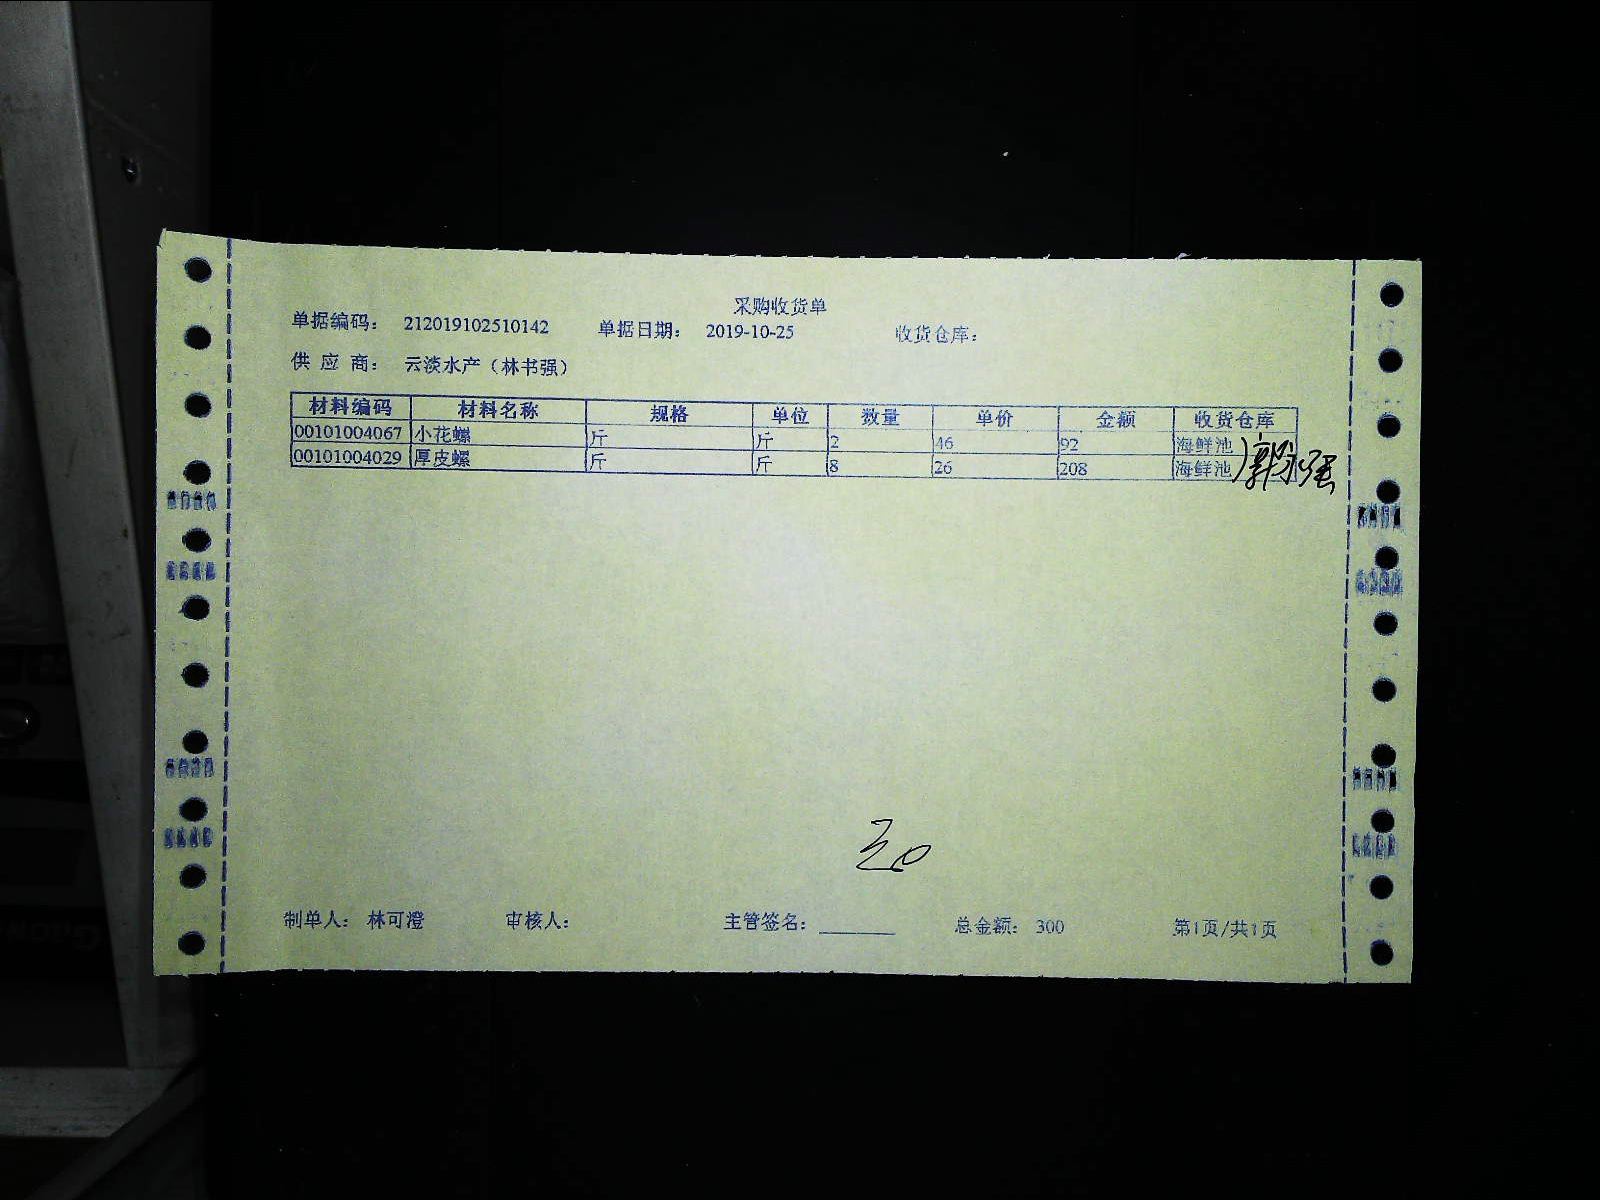 采购收货单
单据编码： 212019102510142 单据日期： 2019-10-25 收货仓库：
供 应 商： 云淡水产（林书强）
材料编码 材料名称 规格 单位 数量 单价 金额 收货仓库
00101004067 小花螺 斤 斤 2 46 92 海鲜池
00101004029 厚皮螺 斤 斤 8 26 208 海鲜池
郭永强
制单人： 林可澄 审核人： 主管签名： ________ 总金额： 300 第1页/共1页